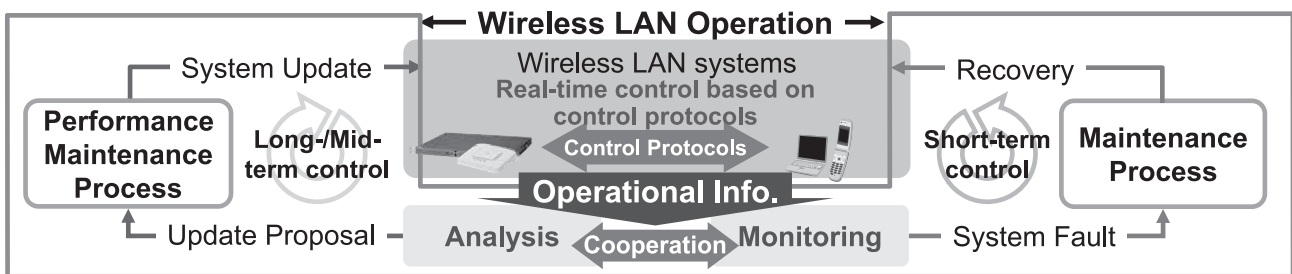 Wireless LAN Operation
System Update
Wireless LAN systems
Recovery
Real-time control based on
control protocols
Performance
Maintenance
Process
Long-/Mid-
term control
Control Protocols
Short-term
control
Maintenance
Process
Operational Info.
Update Proposal
Analysis
Cooperation
Monitoring
System Fault